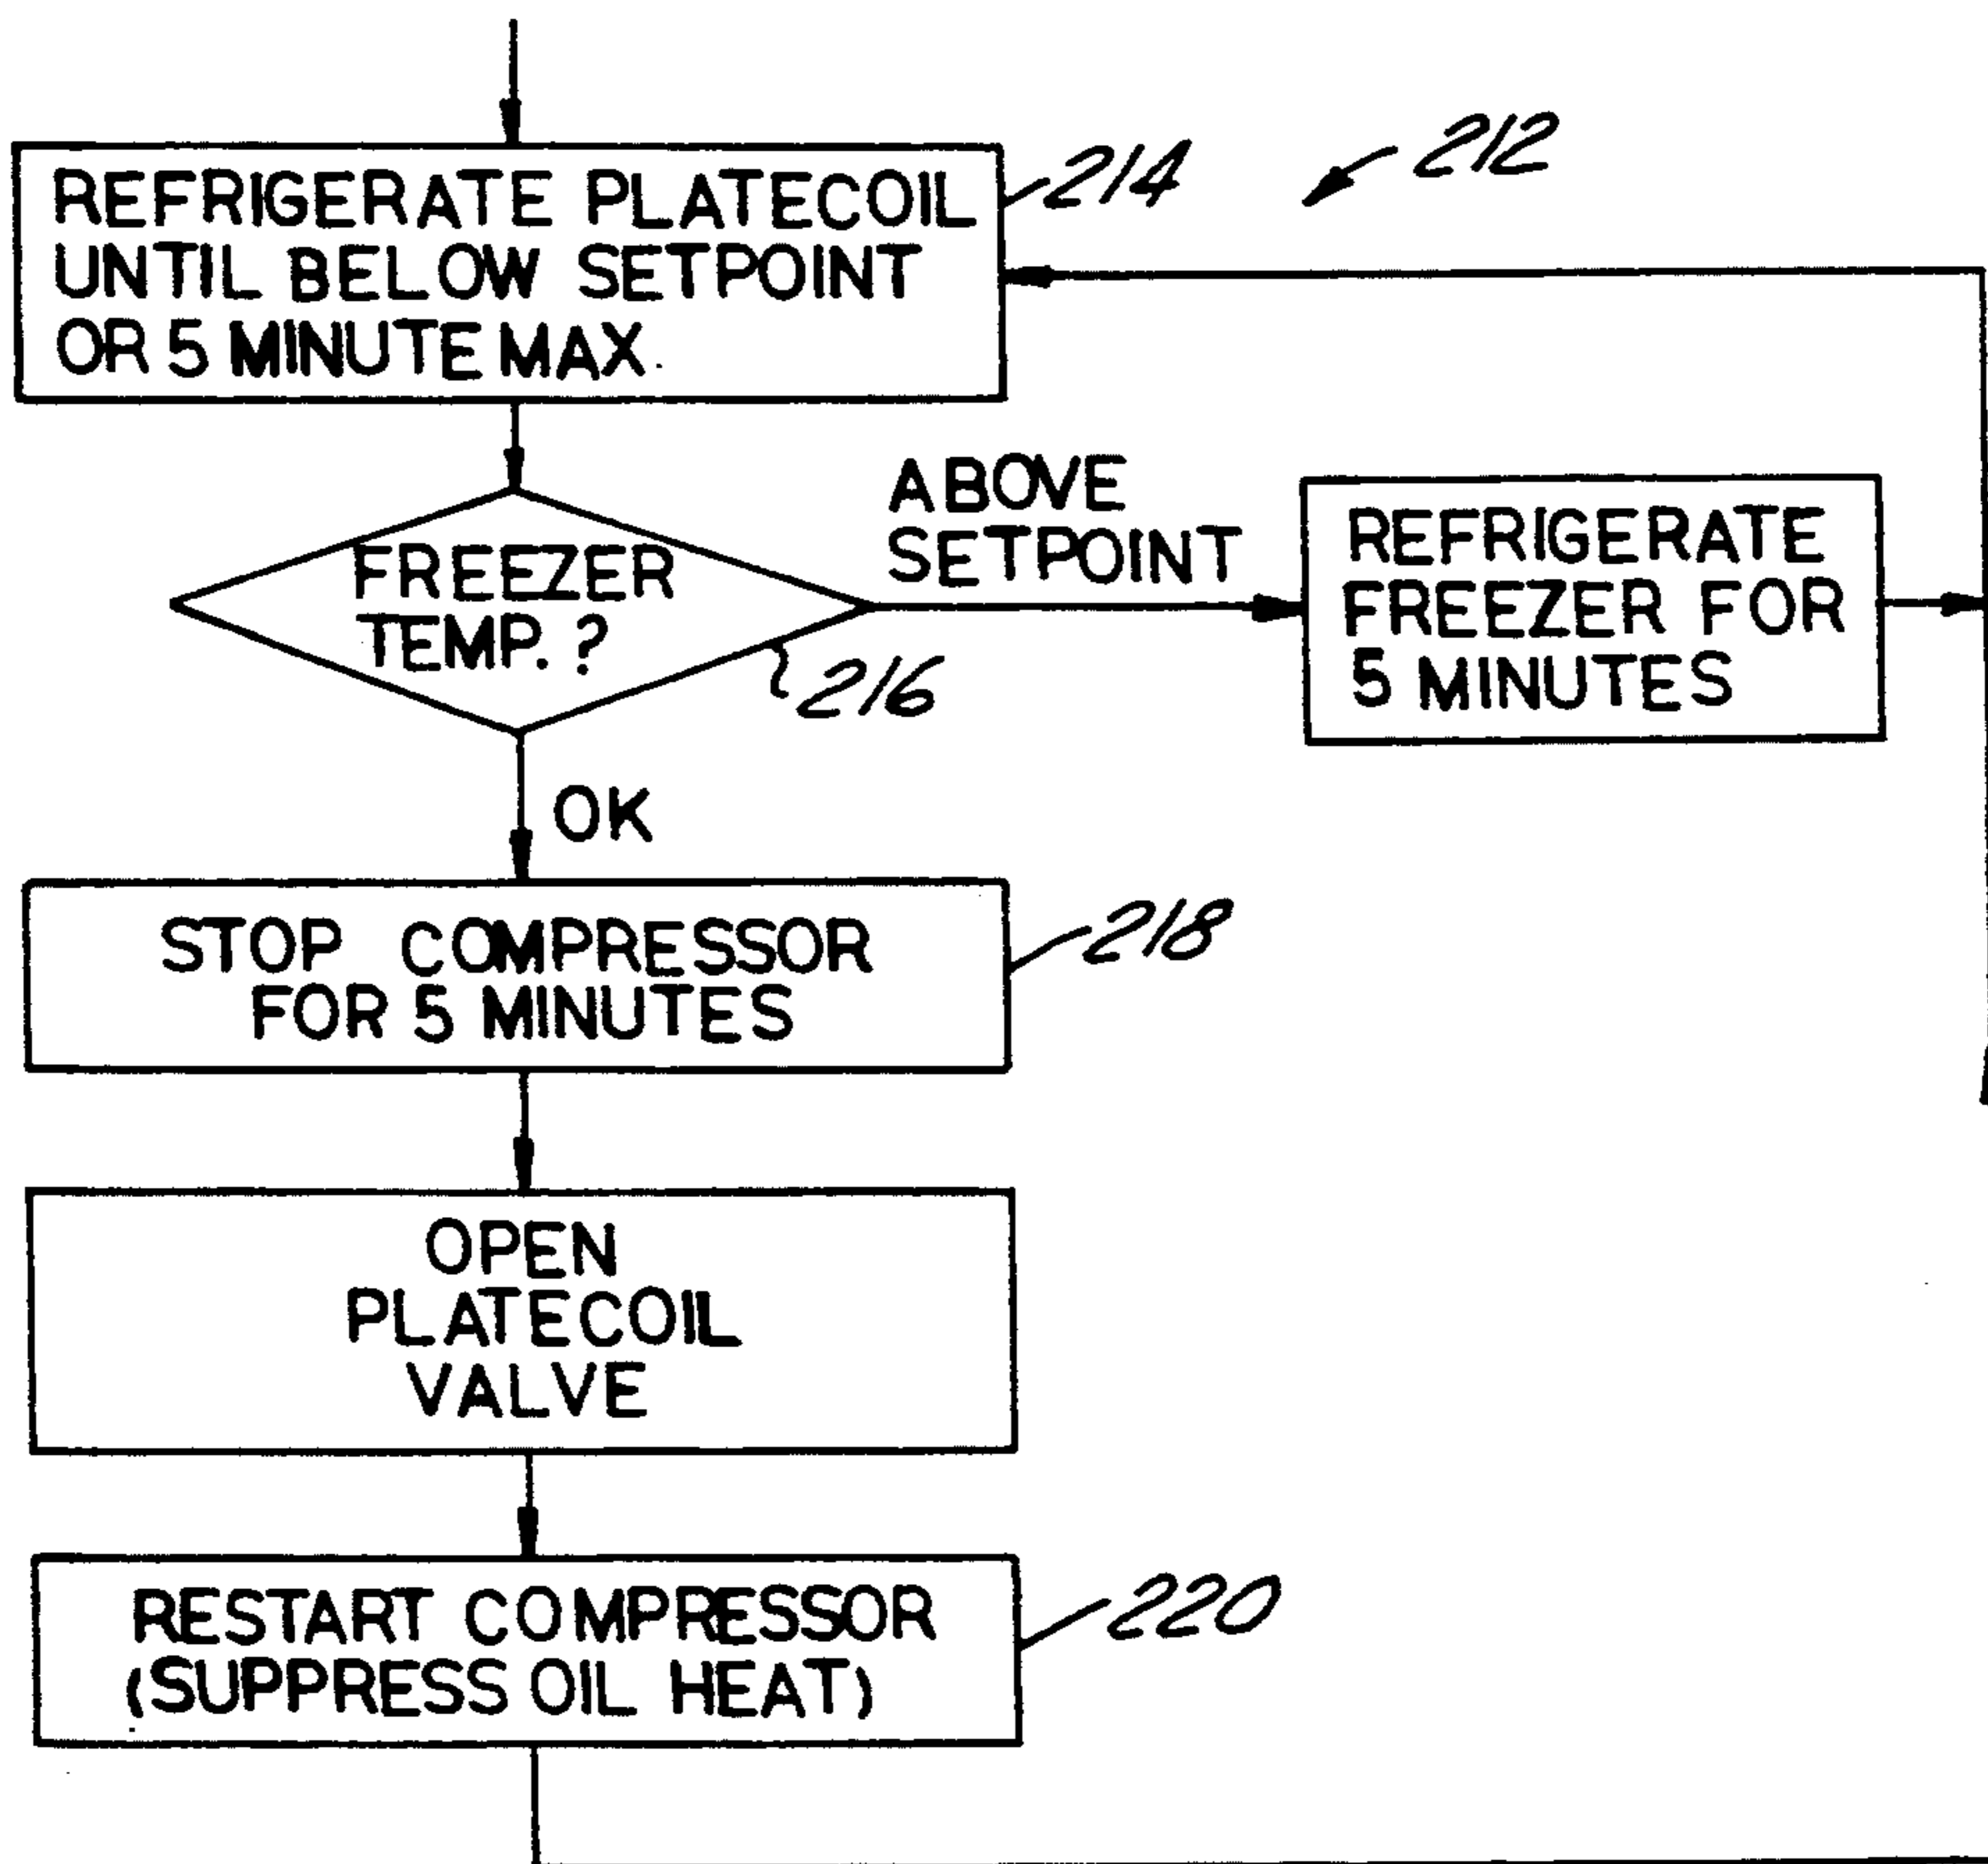 REFRIGERATE PLATECOIL
UNTIL BELOW SETPOINT
OR 5 MINUTE MAX.
214
212
FREEZER
TEMP. ?
216
ABOVE
SETPOINT
REFRIGERATE
FREEZER FOR
5 MINUTES
OK
STOP COMPRESSOR
FOR 5 MINUTES
218
OPEN
PLATECOIL
VALVE
RESTART COMPRESSOR
(SUPPRESS OIL HEAT)
220